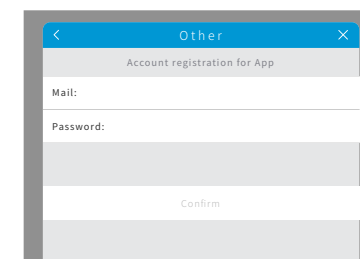 Other
Account registration for App
Mail:
Password:
Confirm